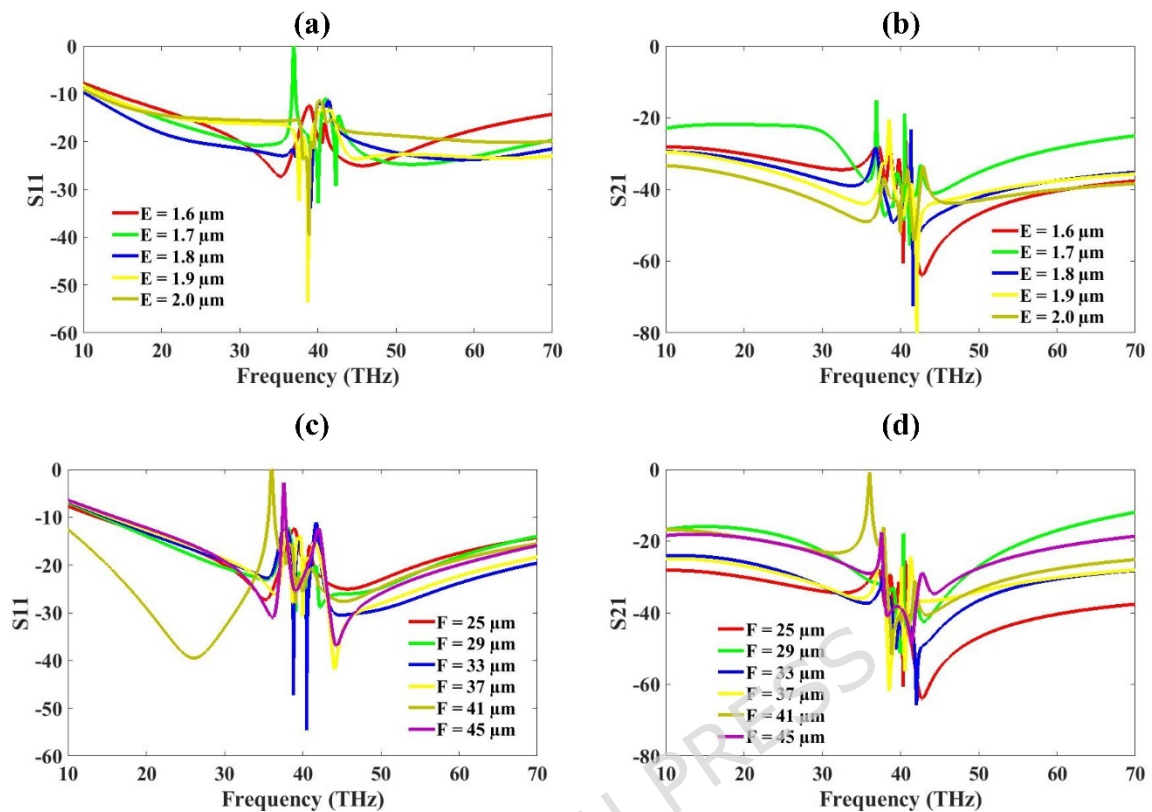 (a)
0
-10
-20
-30
-40
-50
-60
S11
10 20 30 40 50 60 70
Frequency (THz)
E = 1.6 µm
E = 1.7 µm
E = 1.8 µm
E = 1.9 µm
E = 2.0 µm
(b)
0
-20
-40
-60
-80
S21
10 20 30 40 50 60 70
Frequency (THz)
E = 1.6 µm
E = 1.7 µm
E = 1.8 µm
E = 1.9 µm
E = 2.0 µm
(c)
0
-10
-20
-30
-40
-50
-60
S11
10 20 30 40 50 60 70
Frequency (THz)
F = 25 µm
F = 29 µm
F = 33 µm
F = 37 µm
F = 41 µm
F = 45 µm
(d)
0
-20
-40
-60
-80
S21
10 20 30 40 50 60 70
Frequency (THz)
F = 25 µm
F = 29 µm
F = 33 µm
F = 37 µm
F = 41 µm
F = 45 µm
PRESS